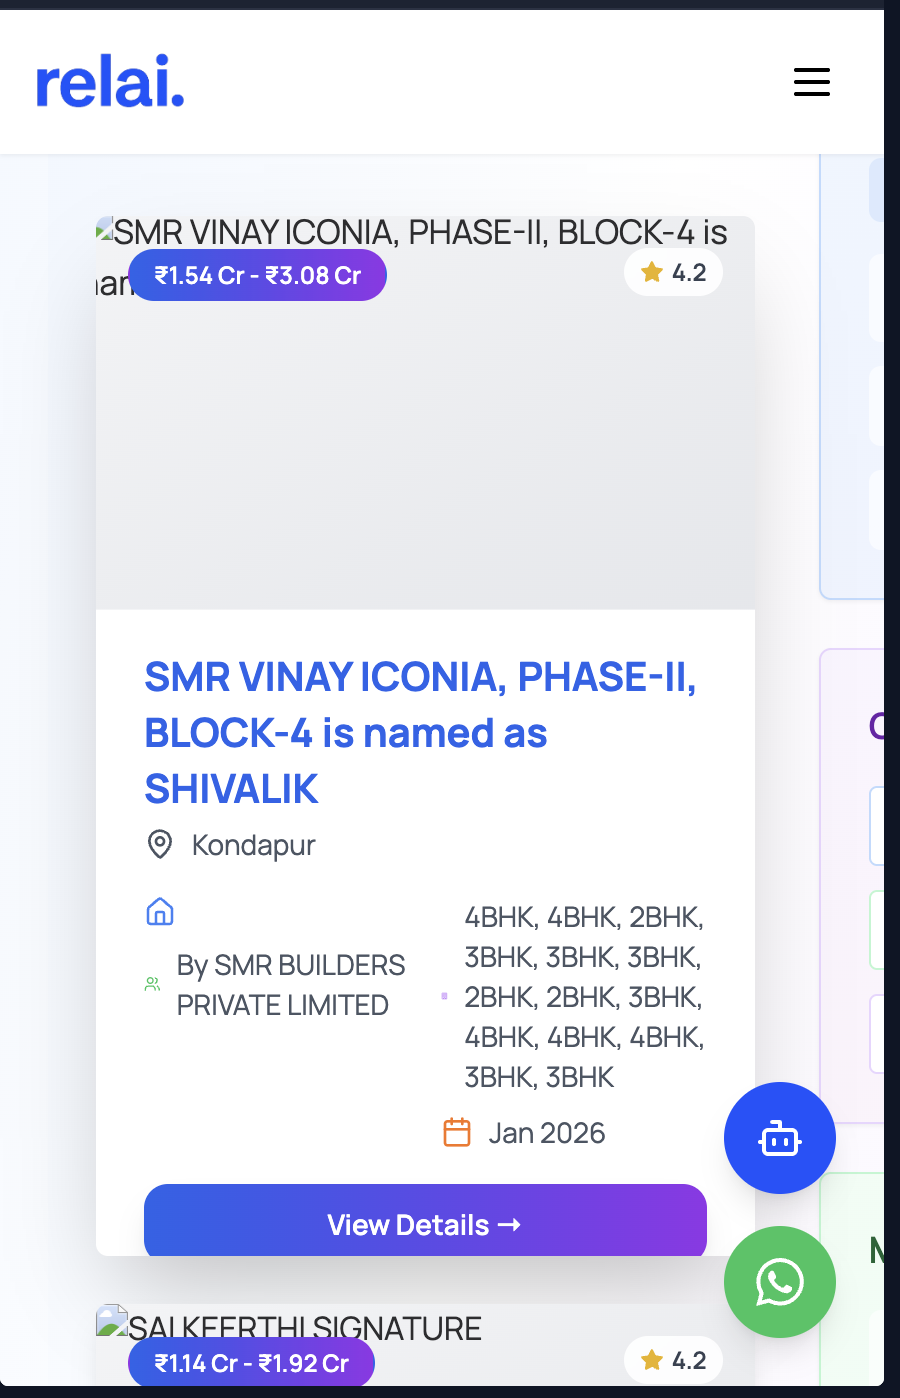 relai.
SMR VINAY ICONIA, PHASE-II, BLOCK-4 is
₹1.54 Cr - ₹3.08 Cr
4.2
SMR VINAY ICONIA, PHASE-II,
BLOCK-4 is named as
SHIVALIK
Kondapur
By SMR BUILDERS
PRIVATE LIMITED
4BHK, 4BHK, 2BHK,
3BHK, 3BHK, 3BHK,
2BHK, 2BHK, 3BHK,
4BHK, 4BHK, 4BHK,
3BHK, 3BHK
Jan 2026
View Details →
SAI KEERTHI SIGNATURE
₹1.14 Cr - ₹1.92 Cr
4.2